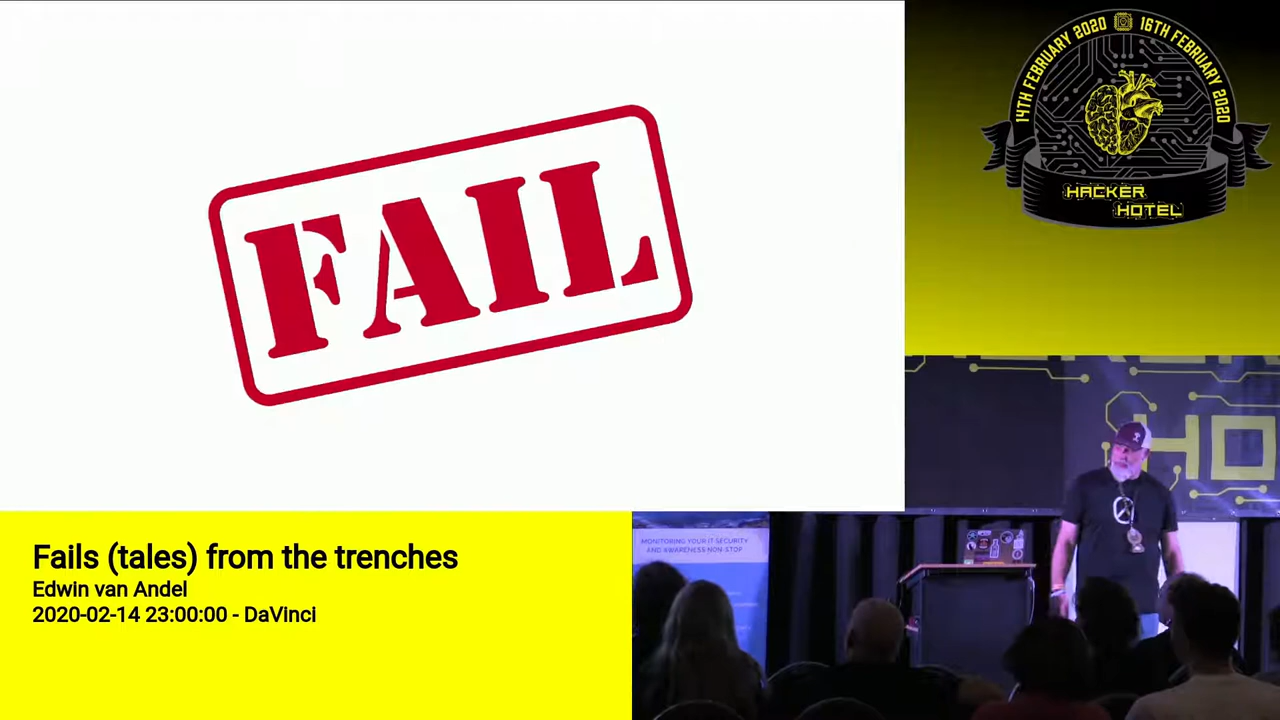 FAIL
14TH FEBRUARY 2020
16TH FEBRUARY 2020
HACKER
HOTEL
HO
MONITORING YOUR IT SECURITY
AND AWARENESS NON-STOP
Fails (tales) from the trenches
Edwin van Andel
2020-02-14 23:00:00 - DaVinci